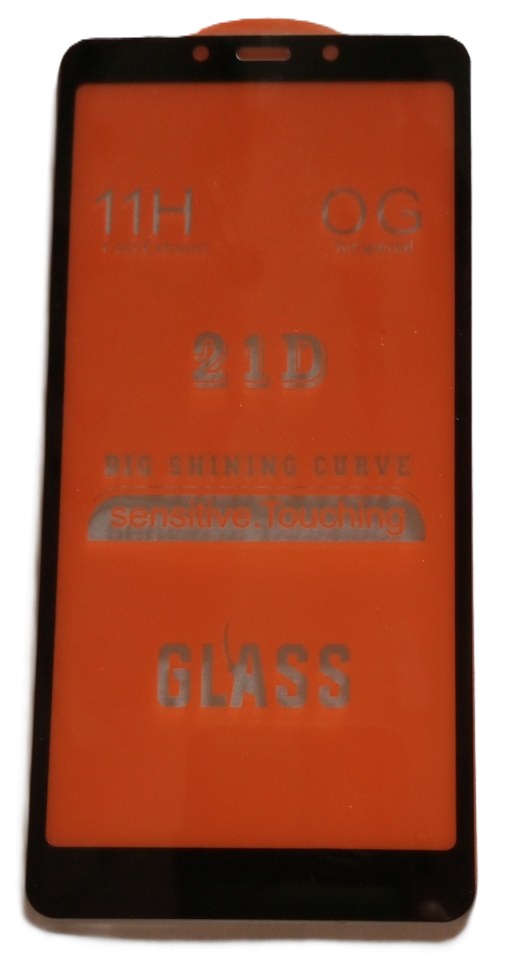 11H OG
21D
BIG SHINING CURVE
sensitive.Touching
GLASS